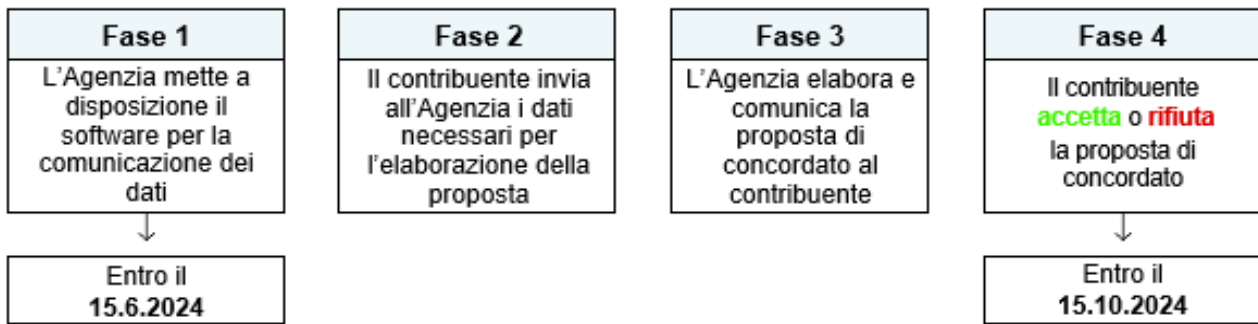 Fase 1
L'Agenzia mette a
disposizione il
software per la
comunicazione dei
dati
Entro il
15.6.2024
Fase 2
Il contribuente invia
all'Agenzia i dati
necessari per
l'elaborazione della
proposta
Fase 3
L'Agenzia elabora e
comunica la
proposta di
concordato al
contribuente
Fase 4
Il contribuente
accetta o rifiuta
la proposta di
concordato
Entro il
15.10.2024